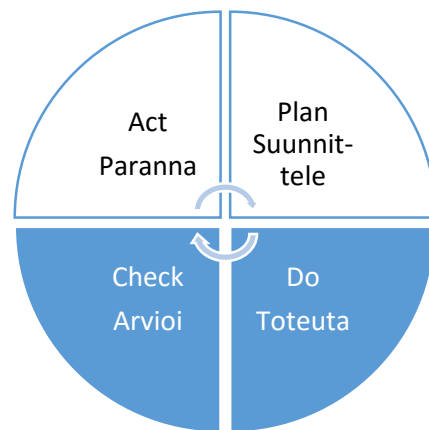 Act
Paranna
Plan
Suunnit-
tele
Check
Arvioi
Do
Toteuta